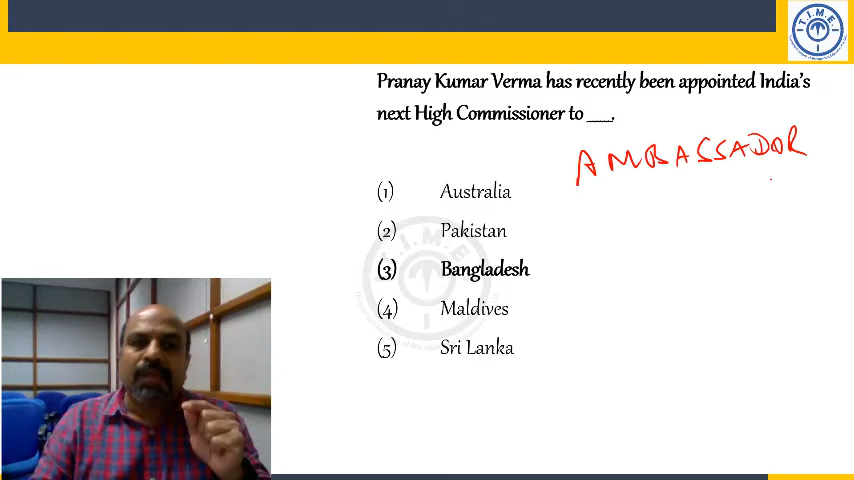 T.I.M.E.
Pranay Kumar Verma has recently been appointed India's
next High Commissioner to ___.
AMBASSADOR
(1) Australia
(2) Pakistan
(3) Bangladesh
(4) Maldives
(5) Sri Lanka